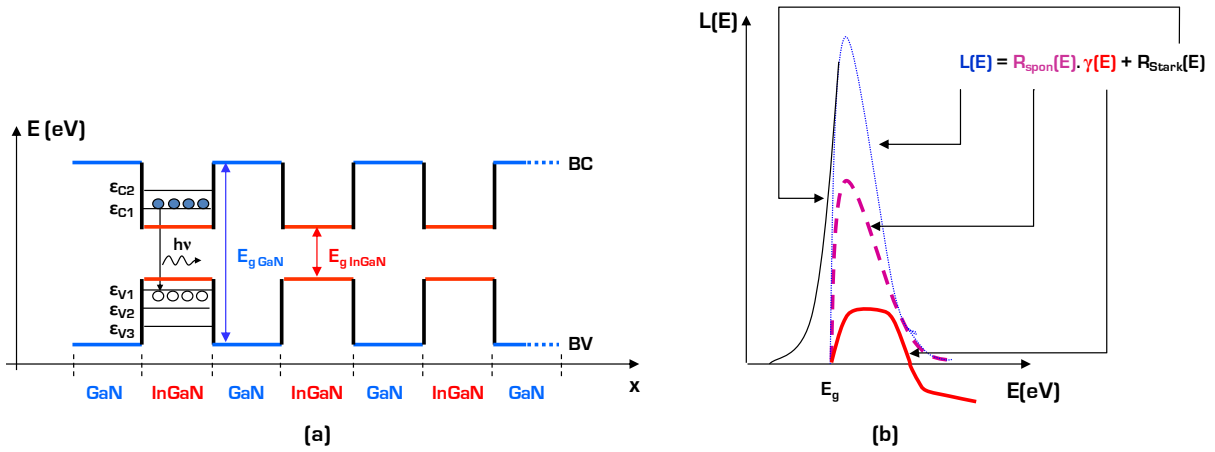 E (eV)
BC
εC2
εC1
hν
Eg GaN
Eg InGaN
εV1
εV2
εV3
BV
x
GaN
InGaN
GaN
InGaN
GaN
InGaN
GaN
(a)
L(E)
L(E) = Rspon(E).γ(E) + RStark(E)
Eg
E(eV)
(b)